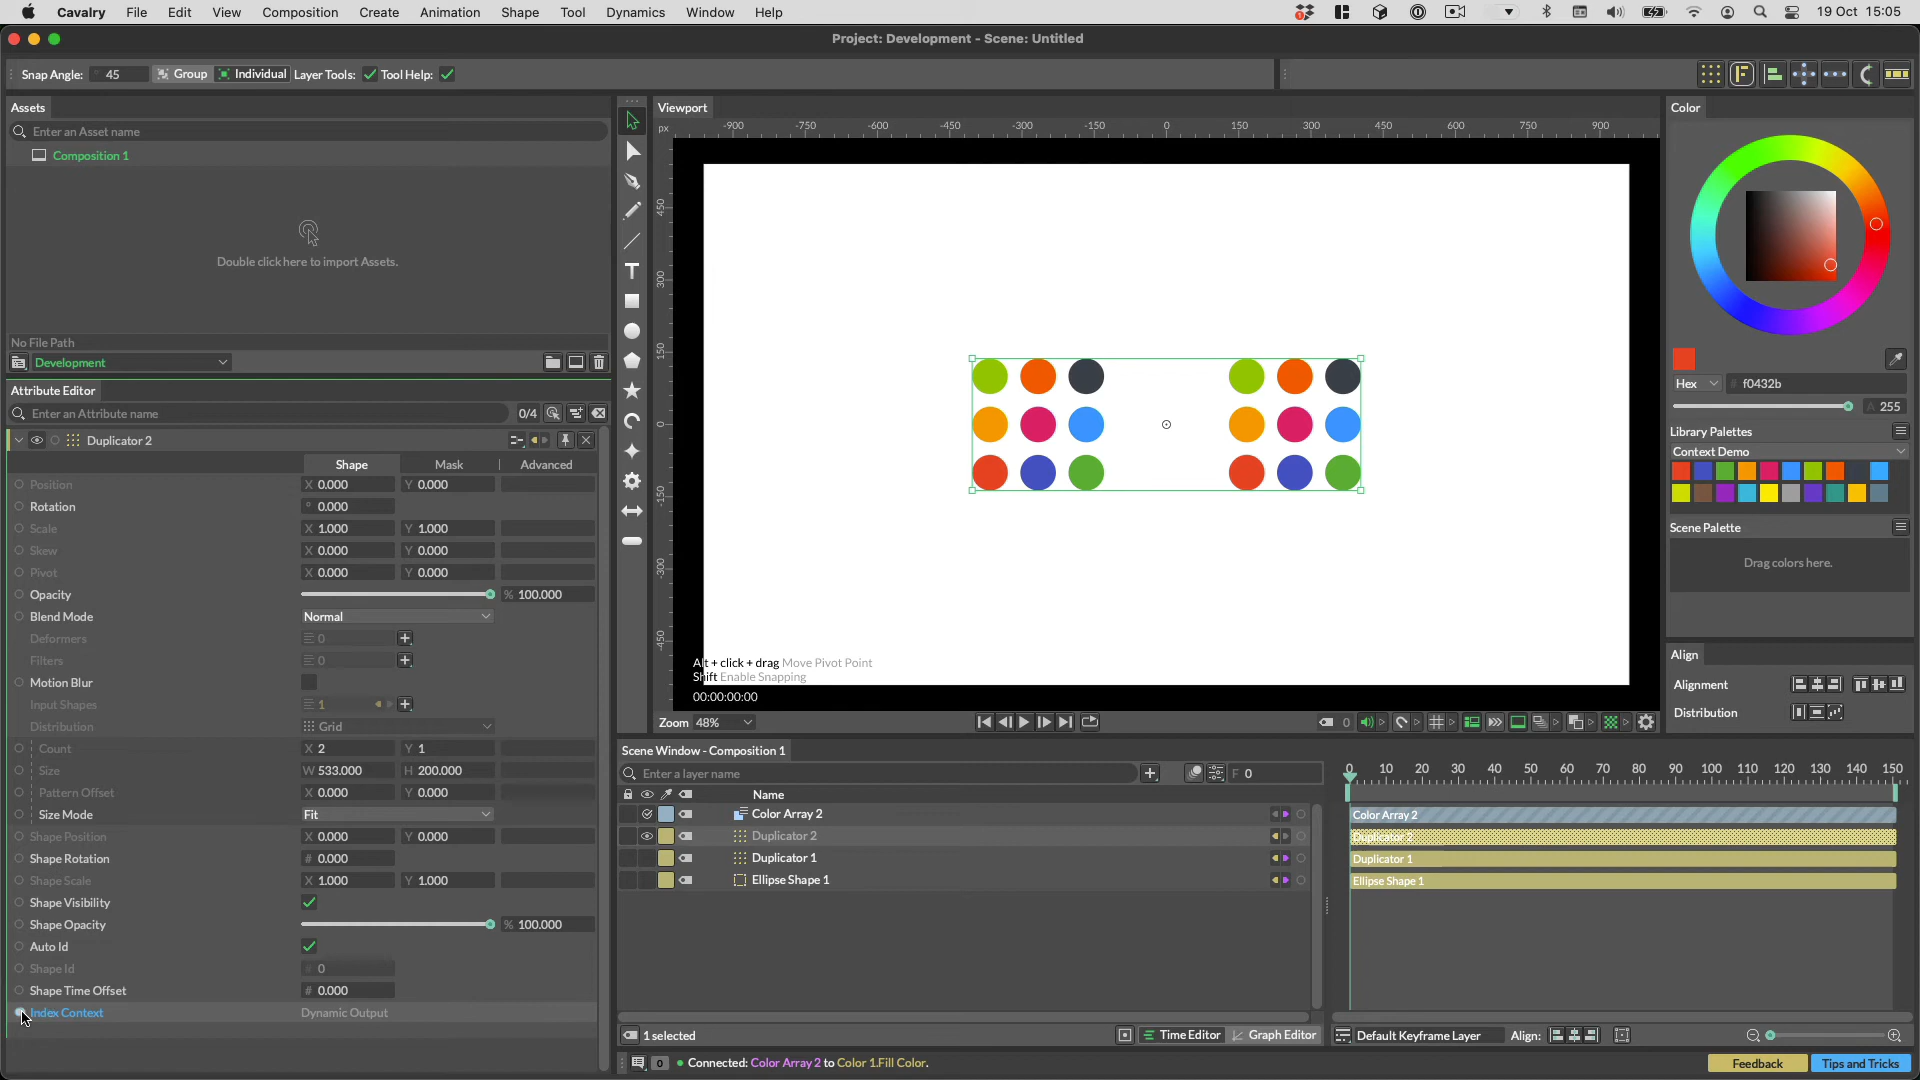 Cavalry File Edit View Composition Create Animation Shape Tool Dynamics Window Help 19 Oct 15:05
Project: Development - Scene: Untitled
Snap Angle: 45 Group Individual Layer Tools: Tool Help:
Assets
Enter an Asset name
Composition 1
Double click here to import Assets.
No File Path
Development
Attribute Editor
Enter an Attribute name 0/4
Duplicator 2
Shape Mask Advanced
Position X 0.000 Y 0.000
Rotation ° 0.000
Scale X 1.000 Y 1.000
Skew X 0.000 Y 0.000
Pivot X 0.000 Y 0.000
Opacity % 100.000
Blend Mode Normal
Deformers 0
Filters 0
Motion Blur
Input Shapes 1
Distribution Grid
Count X 2 Y 1
Size W 533.000 H 200.000
Pattern Offset X 0.000 Y 0.000
Size Mode Fit
Shape Position X 0.000 Y 0.000
Shape Rotation # 0.000
Shape Scale X 1.000 Y 1.000
Shape Visibility
Shape Opacity % 100.000
Auto Id
Shape Id 0
Shape Time Offset # 0.000
Index Context Dynamic Output
Viewport
px -900 -750 -600 -450 -300 -150 0 150 300 450 600 750 900
450
300
150
0
-150
-300
-450
Alt + click + drag Move Pivot Point
Shift Enable Snapping
00:00:00:00
Zoom 48% 0
Scene Window - Composition 1
Enter a layer name F 0
Name
Color Array 2
Duplicator 2
Duplicator 1
Ellipse Shape 1
0 10 20 30 40 50 60 70 80 90 100 110 120 130 140 150
Color Array 2
Duplicator 2
Duplicator 1
Ellipse Shape 1
1 selected Time Editor Graph Editor Default Keyframe Layer Align:
0 Connected: Color Array 2 to Color 1.Fill Color.
Feedback Tips and Tricks
Color
Hex # f0432b
A 255
Library Palettes
Context Demo
Scene Palette
Drag colors here.
Align
Alignment
Distribution